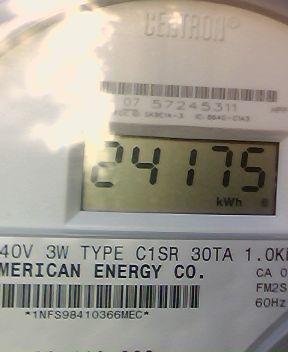 CENTRON®
07 57245311
24175
kWh
40V 3W TYPE C1SR 30TA 1.0K
MERICAN ENERGY CO.
CA 0
FM2S
60Hz
*1NFS98410366MEC*